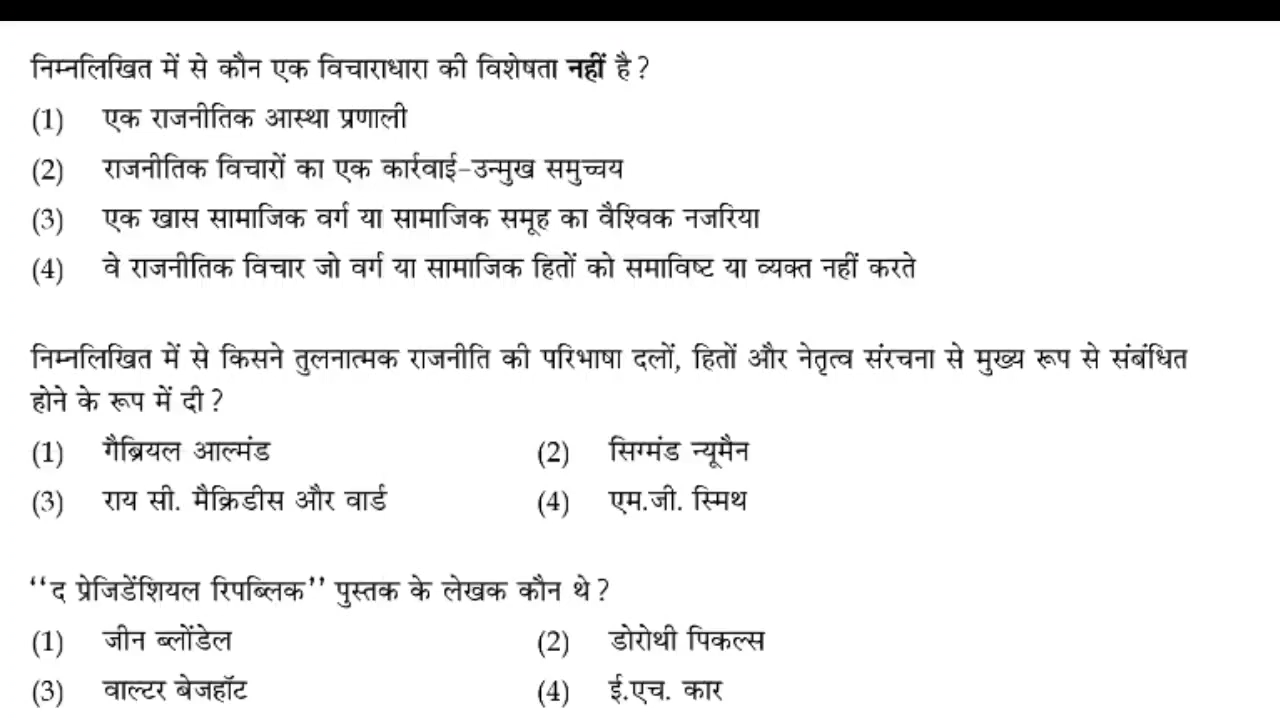 निम्नलिखित में से कौन एक विचाराधारा की विशेषता नहीं है ?
(1) एक राजनीतिक आस्था प्रणाली
(2) राजनीतिक विचारों का एक कार्रवाई-उन्मुख समुच्चय
(3) एक खास सामाजिक वर्ग या सामाजिक समूह का वैश्विक नजरिया
(4) वे राजनीतिक विचार जो वर्ग या सामाजिक हितों को समाविष्ट या व्यक्त नहीं करते
निम्नलिखित में से किसने तुलनात्मक राजनीति की परिभाषा दलों, हितों और नेतृत्व संरचना से मुख्य रूप से संबंधित
होने के रूप में दी ?
(1) गैब्रियल आल्मंड (2) सिग्मंड न्यूमैन
(3) राय सी. मैक्रिडीस और वार्ड (4) एम.जी. स्मिथ
‘‘द प्रेजिडेंशियल रिपब्लिक’’ पुस्तक के लेखक कौन थे ?
(1) जीन ब्लोंडेल (2) डोरोथी पिकल्स
(3) वाल्टर बेजहॉट (4) ई.एच. कार